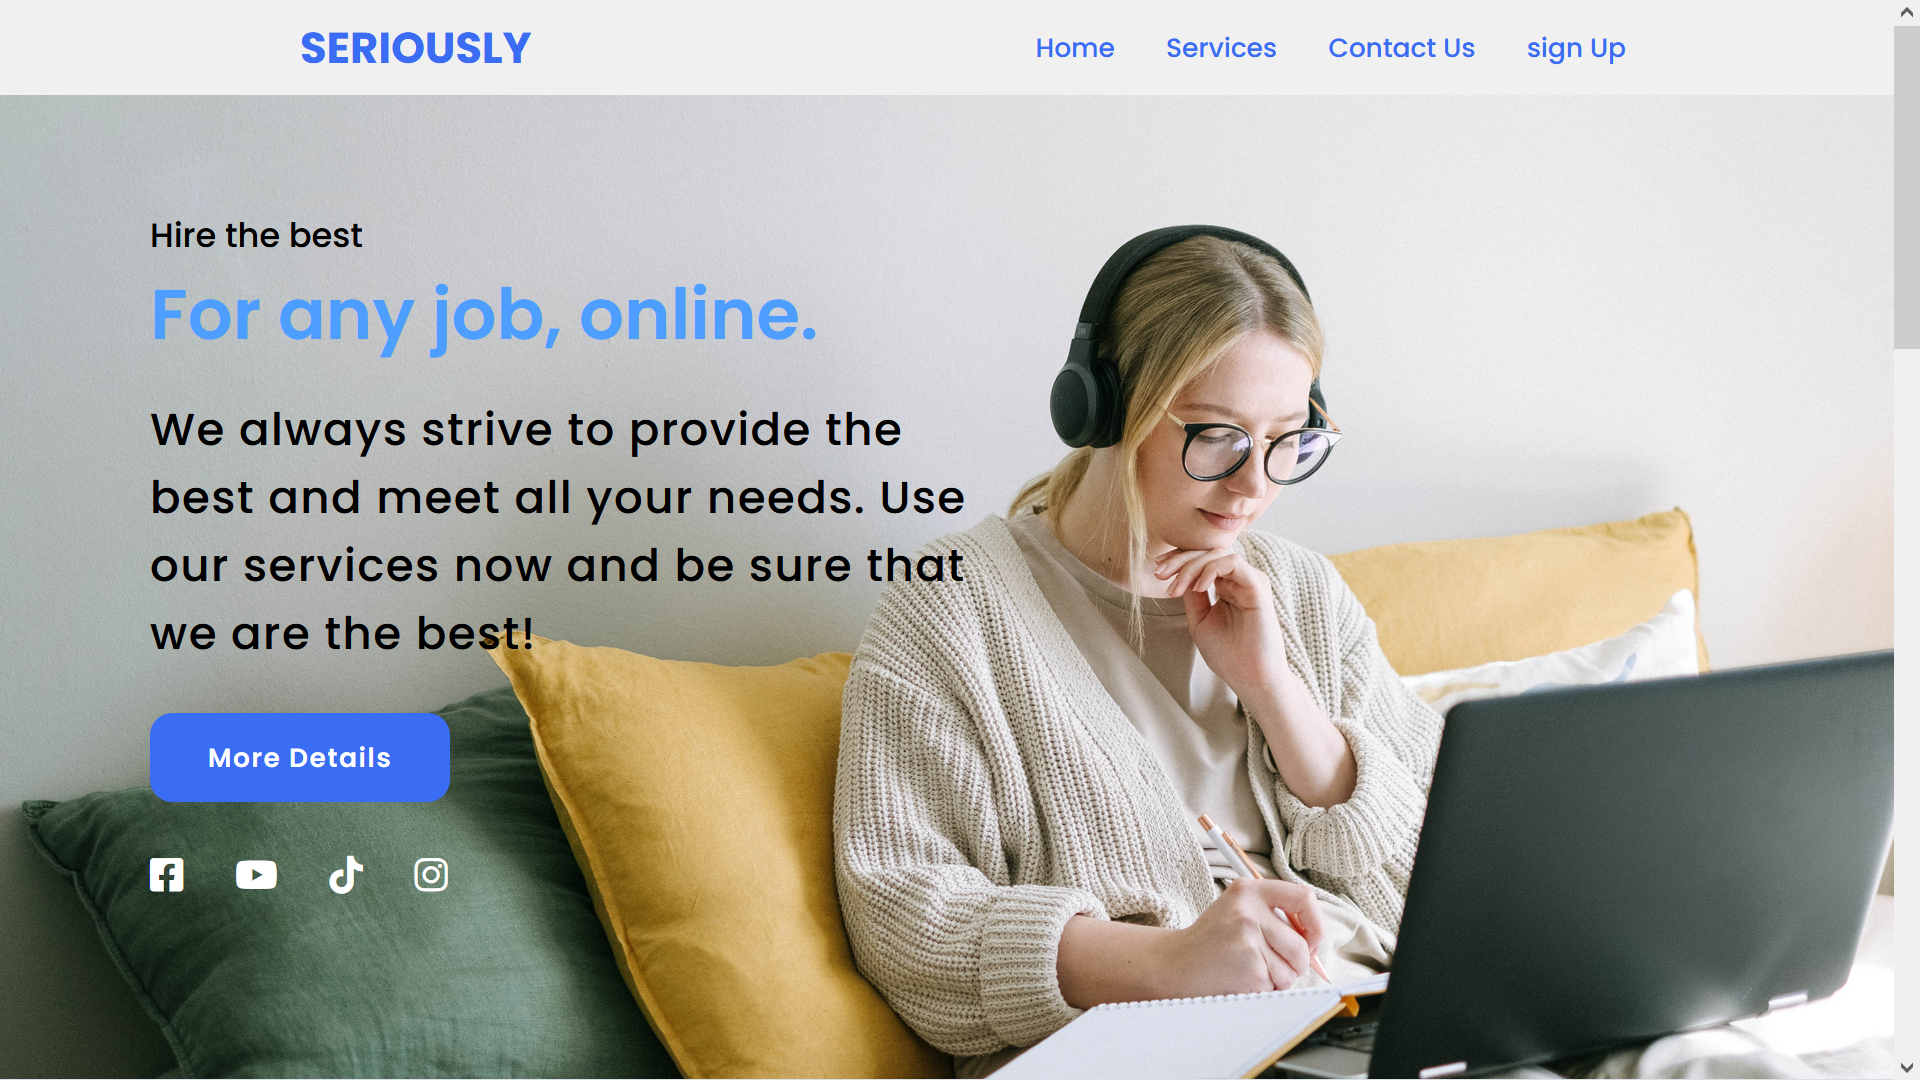 SERIOUSLY
Home Services Contact Us sign Up
Hire the best
For any job, online.
We always strive to provide the
best and meet all your needs. Use
our services now and be sure that
we are the best!
More Details